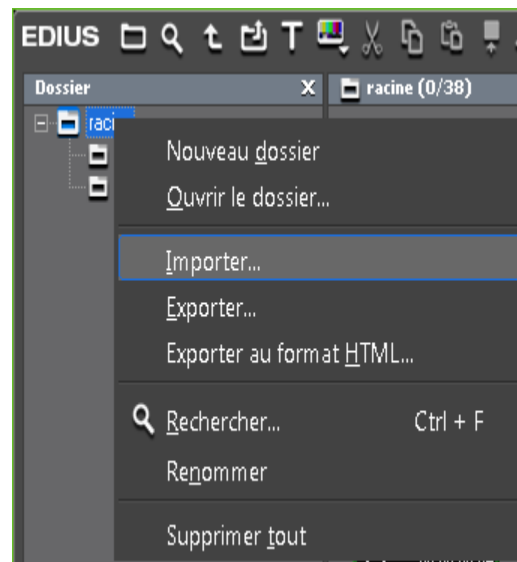 EDIUS
Dossier X
racine (0/38)
Nouveau dossier
Ouvrir le dossier...
Importer...
Exporter...
Exporter au format HTML...
Rechercher... Ctrl + F
Renommer
Supprimer tout